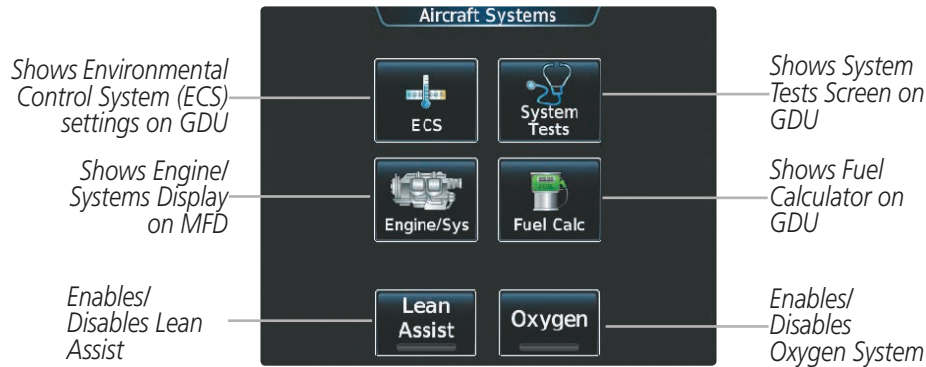 Aircraft Systems
Shows Environmental
Control System (ECS)
settings on GDU
ECS
System
Tests
Shows System
Tests Screen on
GDU
Shows Engine/
Systems Display
on MFD
Engine/Sys
FUEL
Fuel Calc
Shows Fuel
Calculator on
GDU
Enables/
Disables Lean
Assist
Lean
Assist
Oxygen
Enables/
Disables
Oxygen System